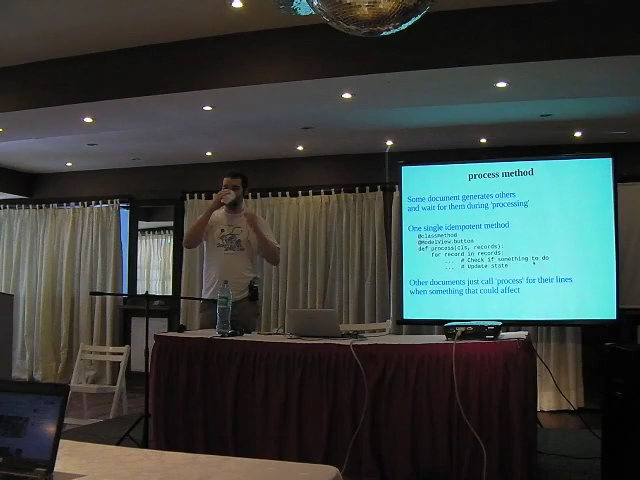 process method
Some document generates others
and wait for them during 'processing'
One single idempotent method
@classmethod
@ModelView.button
def process(cls, records):
for record in records:
... # Check if something to do
... # Update state
Other documents just call 'process' for their lines
when something that could affect